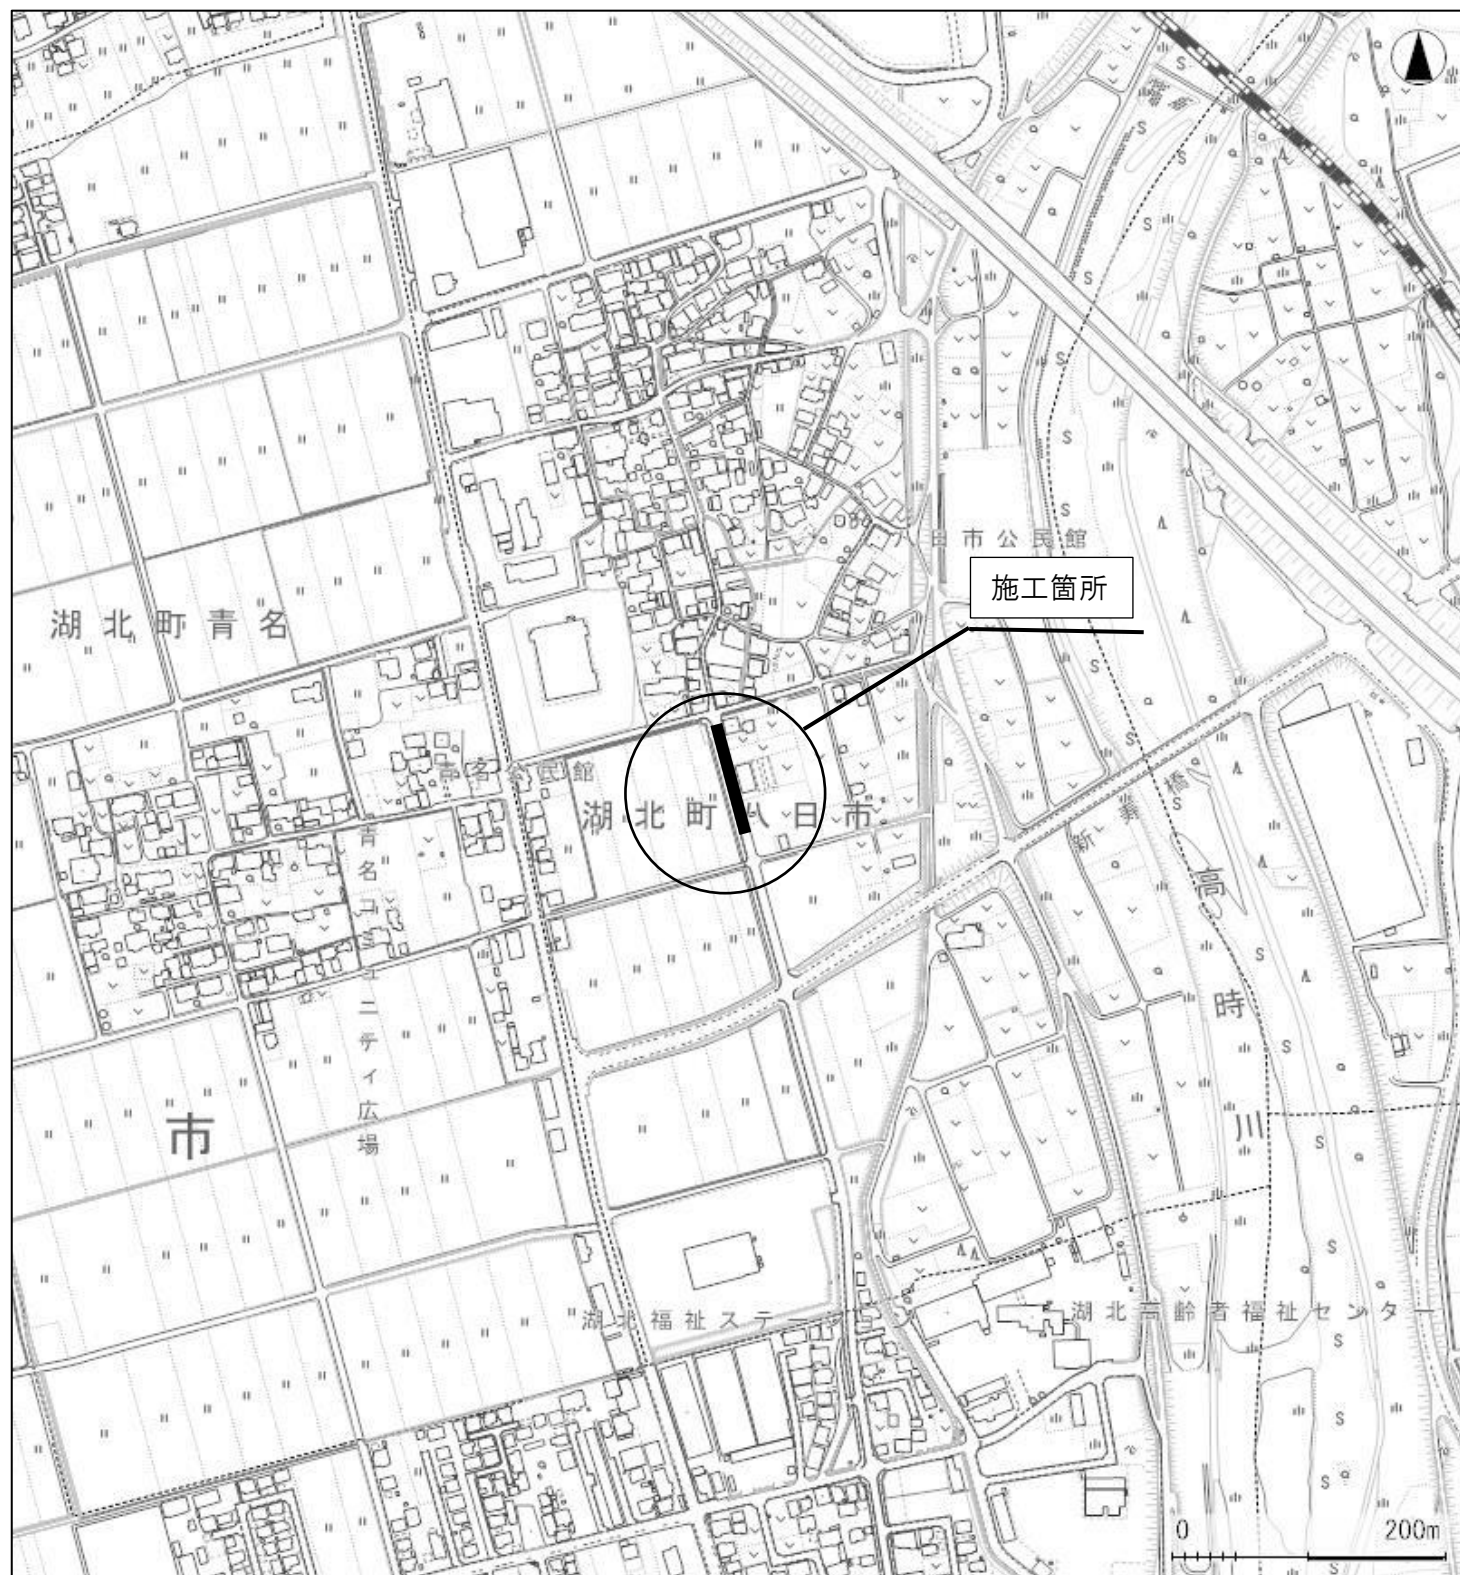 八日市公民館
施工箇所
湖北町青名
青名公民館
湖北町八日市
新業橋
青名コミュニティ広場
高時川
市
湖北福祉ステーション
湖北高齢者福祉センター
0 200m